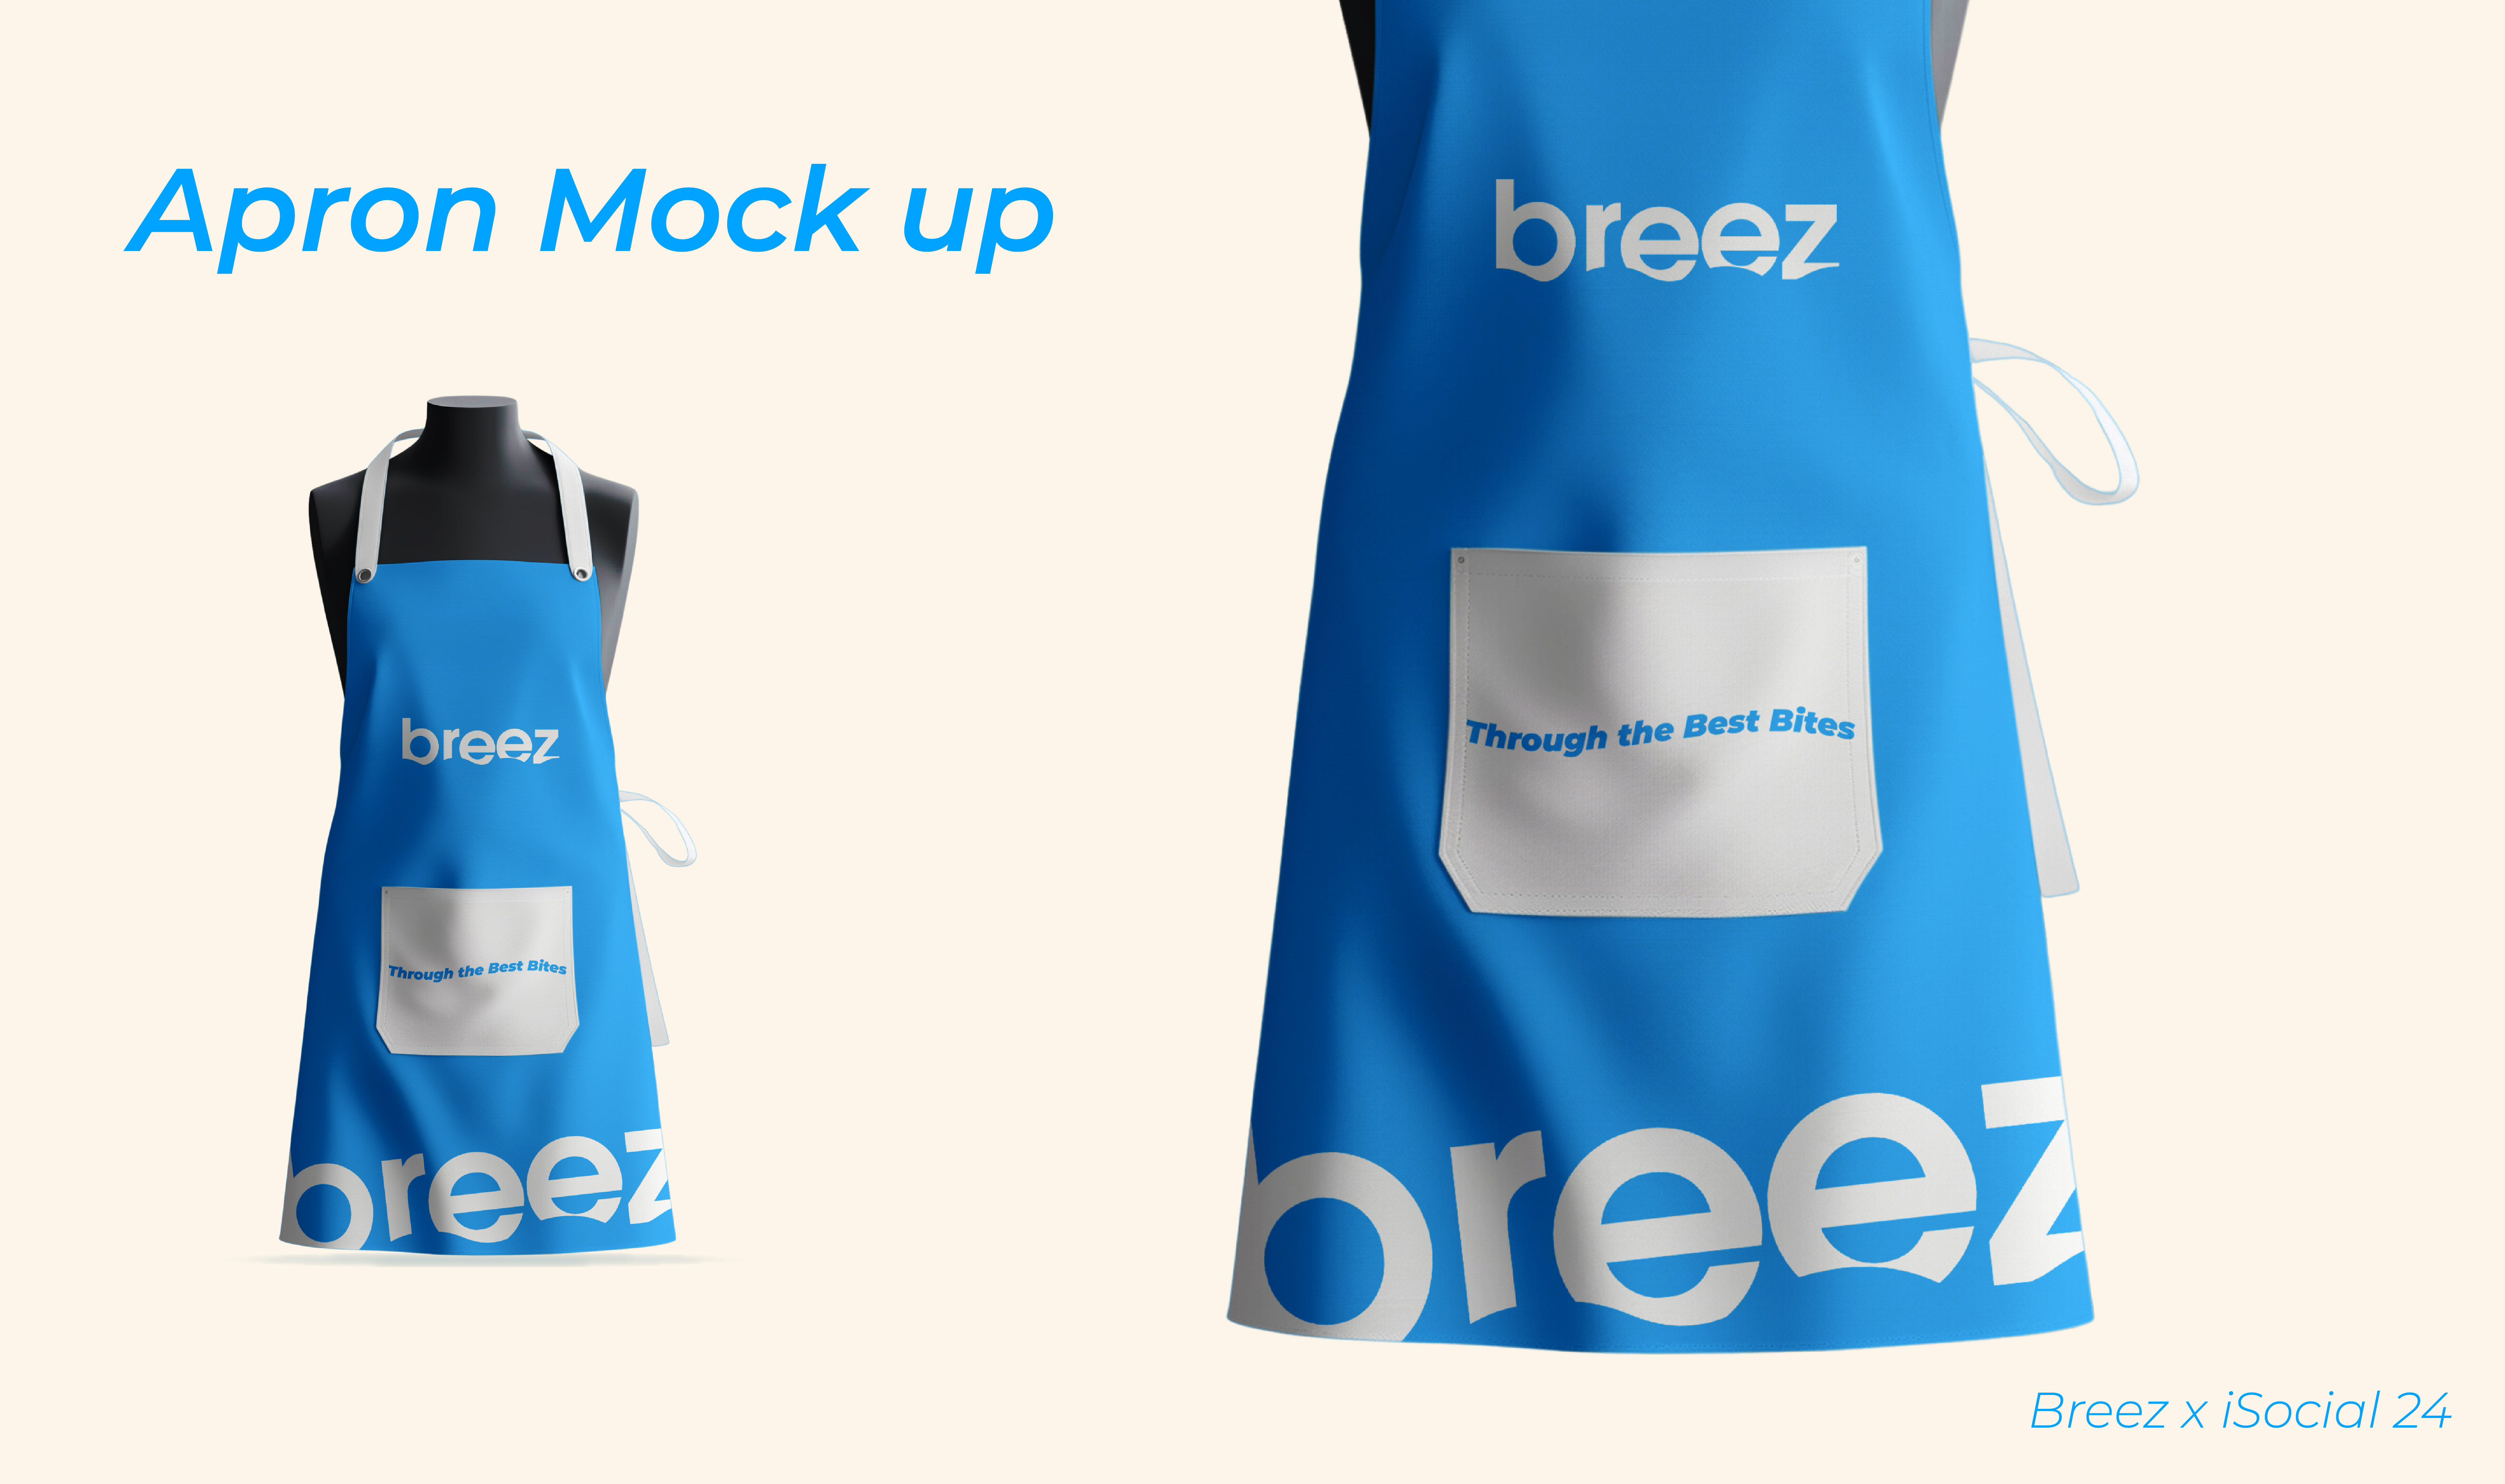 Apron Mock up
breez
Through the Best Bites
breez
breez
Through the Best Bites
breez
Breez x iSocial 24